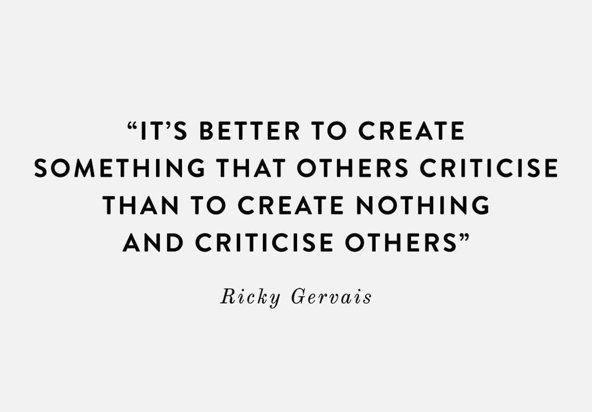 “IT’S BETTER TO CREATE
SOMETHING THAT OTHERS CRITICISE
THAN TO CREATE NOTHING
AND CRITICISE OTHERS”
Ricky Gervais